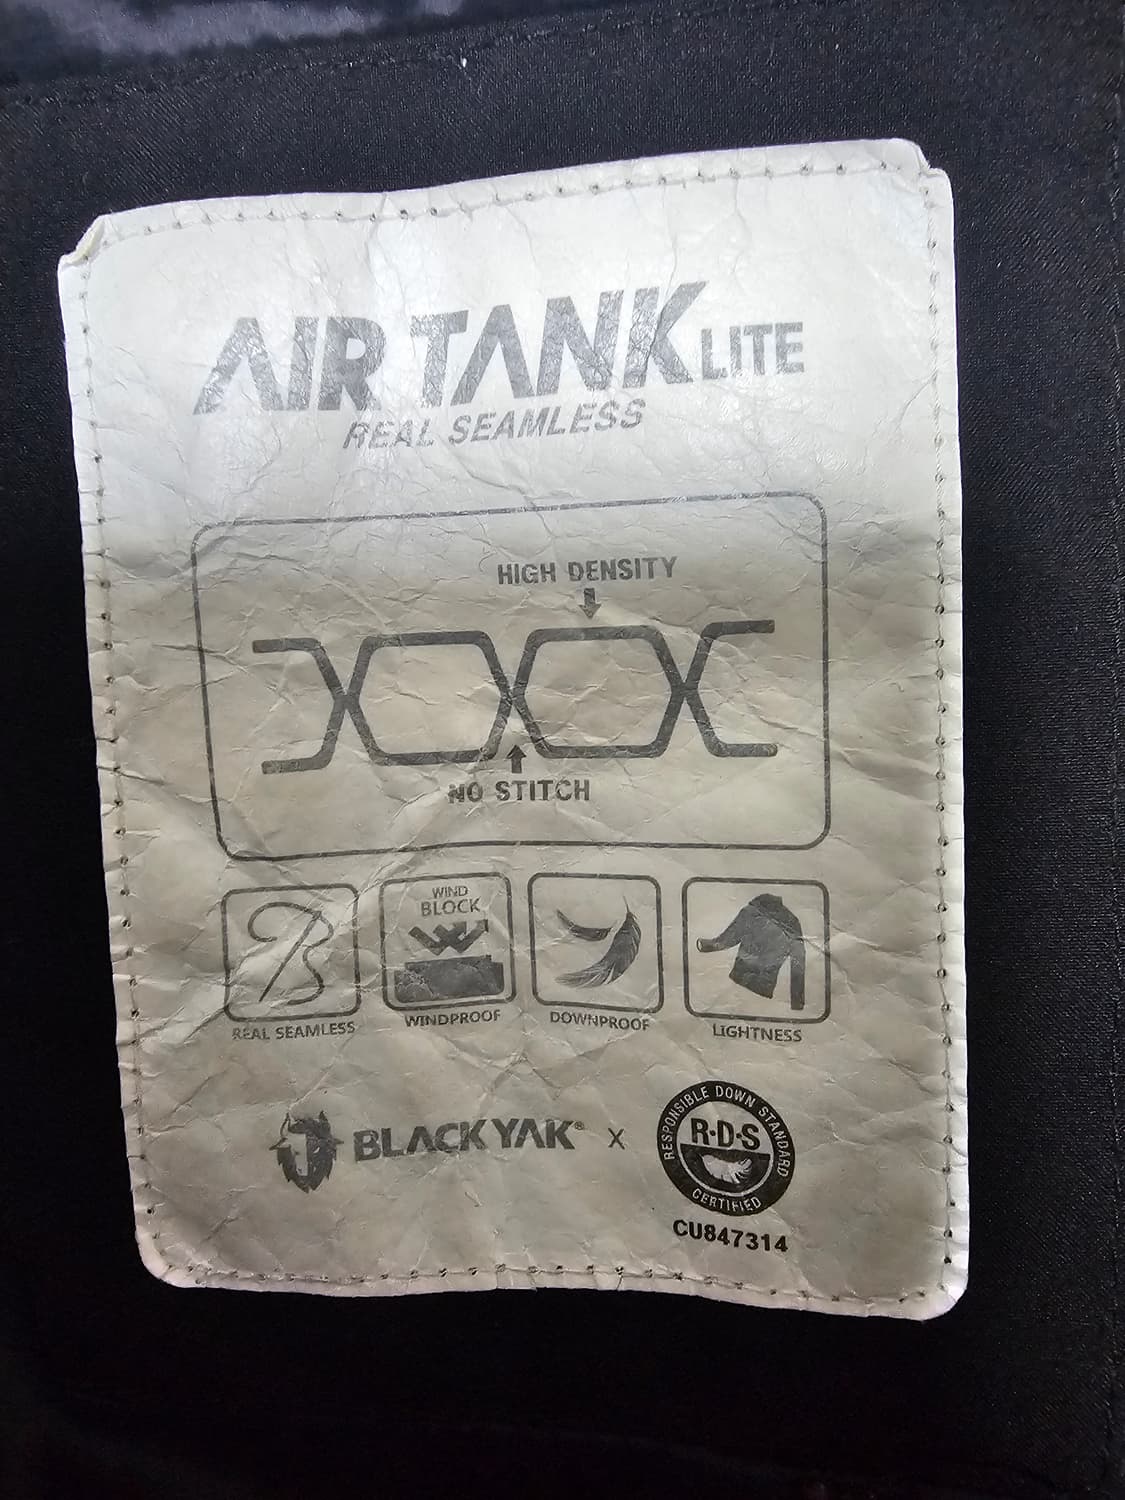 AIR TANK LITE
REAL SEAMLESS
HIGH DENSITY
NO STITCH
WIND
BLOCK
REAL SEAMLESS
WINDPROOF
DOWNPROOF
LIGHTNESS
BLACKYAK® X
RESPONSIBLE DOWN STANDARD
R·D·S
CERTIFIED
CU847314